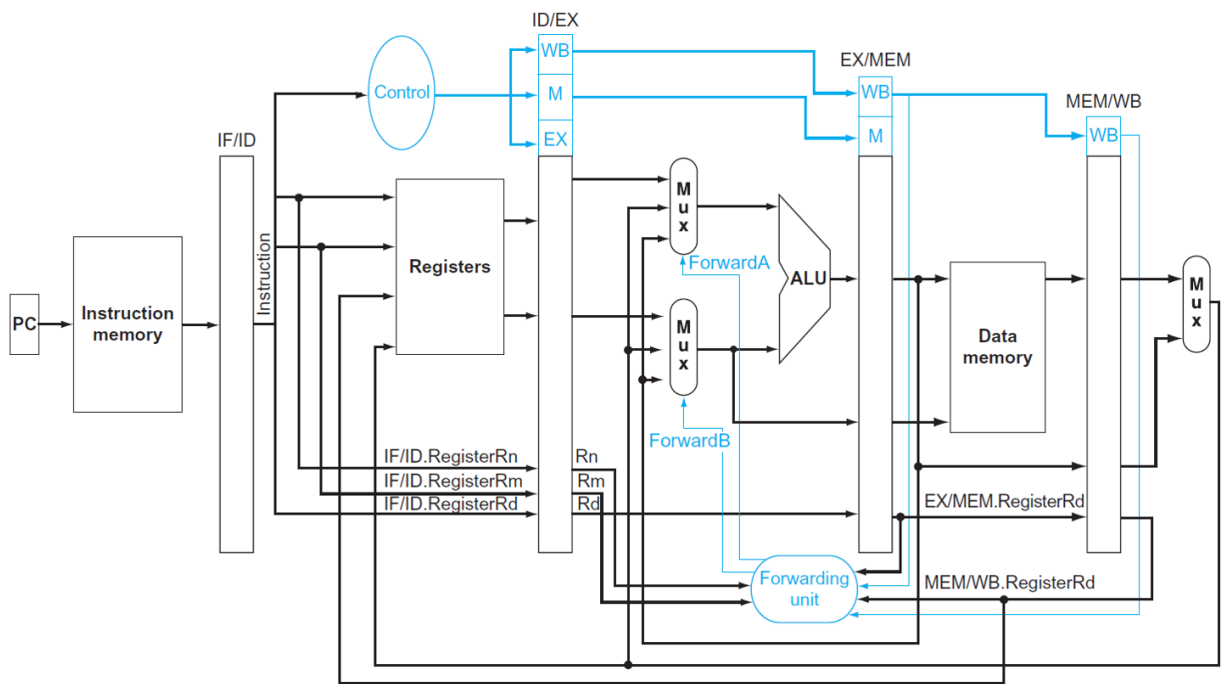 ID/EX
WB
M
EX
Control
EX/MEM
WB
M
MEM/WB
WB
IF/ID
Instruction
PC
Instruction
memory
Registers
M
u
x
ForwardA
M
u
x
ForwardB
ALU
Data
memory
M
u
x
IF/ID.RegisterRn
Rn
IF/ID.RegisterRm
Rm
IF/ID.RegisterRd
Rd
EX/MEM.RegisterRd
Forwarding
unit
MEM/WB.RegisterRd